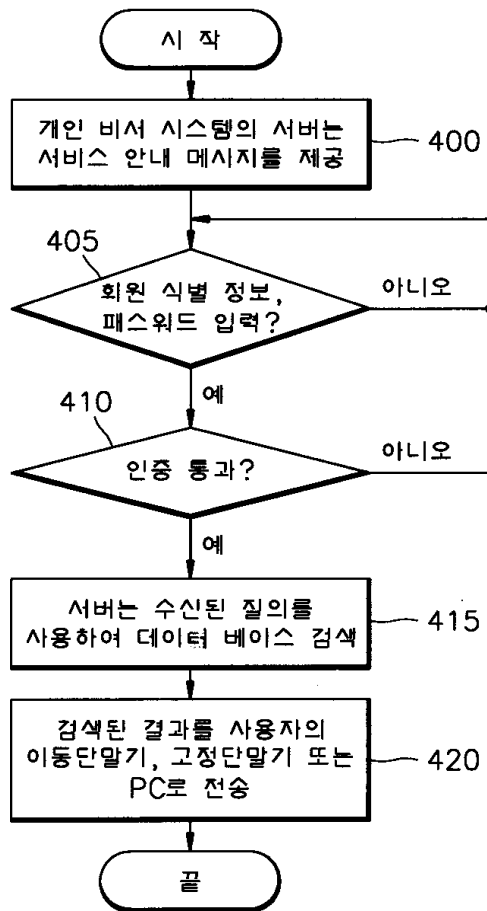 시 작
개인 비서 시스템의 서버는
서비스 안내 메시지를 제공
400
405
회원 식별 정보,
패스워드 입력?
아니오
예
410
인증 통과?
아니오
예
서버는 수신된 질의를
사용하여 데이터 베이스 검색
415
검색된 결과를 사용자의
이동단말기, 고정단말기 또는
PC로 전송
420
끝